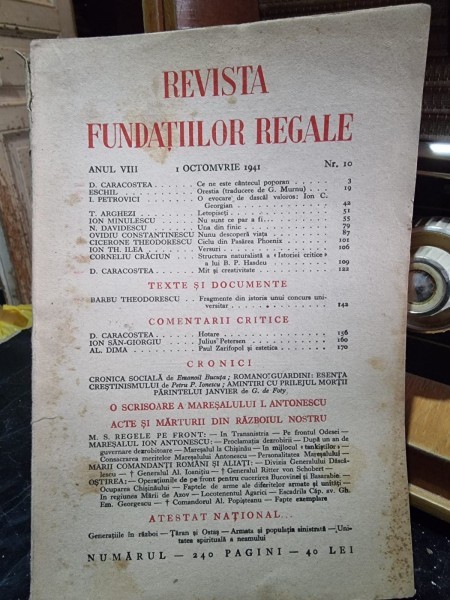 REVISTA
FUNDAȚIILOR REGALE
ANUL VIII 1 OCTOMVRIE 1941 Nr. 10
D. CARACOSTEA . . . . . Ce ne este cântecul poporan . . . . . 3
ESCHIL . . . . . Orestia (traducere de G. Murnu) . . . 19
I. PETROVICI . . . . . O evocare de dascăl valoros: Ion C.
Georgian . . . . . 42
T. ARGHEZI . . . . . Letopiseți . . . . . 51
ION MINULESCU . . . . . Nu sunt ce par a fi . . . . . 55
N. DAVIDESCU . . . . . Una din finic . . . . . 79
OVIDIU CONSTANTINESCU Nunu descoperă viața . . . . . 87
CICERONE THEODORESCU Ciclu din Pasărea Phoenix . . . . . 101
ION TH. ILEA . . . . . Versuri . . . . . 106
CORNELIU CRĂCIUN . . . Structura naturalistă a «Istoriei critice»
a lui B. P. Hasdeu . . . . . 109
D. CARACOSTEA . . . . . Mit și creativitate . . . . . 122
TEXTE ȘI DOCUMENTE
BARBU THEODORESCU . . Fragmente din istoria unui concurs uni-
versitar . . . . . 142
COMENTARII CRITICE
D. CARACOSTEA . . . . . Hotare . . . . . 156
ION SÂN-GIORGIU . . . . Julius Petersen . . . . . 160
AL. DIMA . . . . . Paul Zarifopol și estetica . . . . . 170
CRONICI
CRONICA SOCIALĂ de Emanoil Bucuța; ROMANO GUARDINI: ESENȚA
CREȘTINISMULUI de Petru P. Ionescu; AMINTIRI CU PRILEJUL MORȚII
PĂRINTELUI JANVIER de G. de Foty.
O SCRISOARE A MAREȘALULUI I. ANTONESCU
ACTE ȘI MĂRTURII DIN RĂZBOIUL NOSTRU
M. S. REGELE PE FRONT: — In Transnistria — Pe frontul Odesei —
MAREȘALUL ION ANTONESCU: — Proclamația dezrobirii — După un an de
guvernare dezrobitoare — Mareșalul la Chișinău — In mijlocul «tankiștilor» —
Consacrarea meritelor Mareșalului Antonescu — Personalitatea Mareșalului —
MARII COMANDANȚI ROMÂNI ȘI ALIAȚI: — Divizia Generalului Dăscă-
lescu — † Generalul Al. Ioanițiu — † Generalul Ritter von Schobert —
OȘTIREA: — Operațiunile de pe front pentru cucerirea Bucovinei și Basarabia —
Ocuparea Chișinăului — Faptele de arme ale diferitelor armate și unități —
In regiunea Mării de Azov — Locotenentul Agarici — Escadrila Căp. av. Gh.
Em. Georgescu — † Comandorul Al. Popișteanu — Fapte exemplare
ATESTAT NAȚIONAL...
Generațiile în război — Țăran și Ostaș — Armata și populația sinistrată — Uni-
tatea spirituală a neamului
NUMĂRUL — 240 PAGINI — 40 LEI